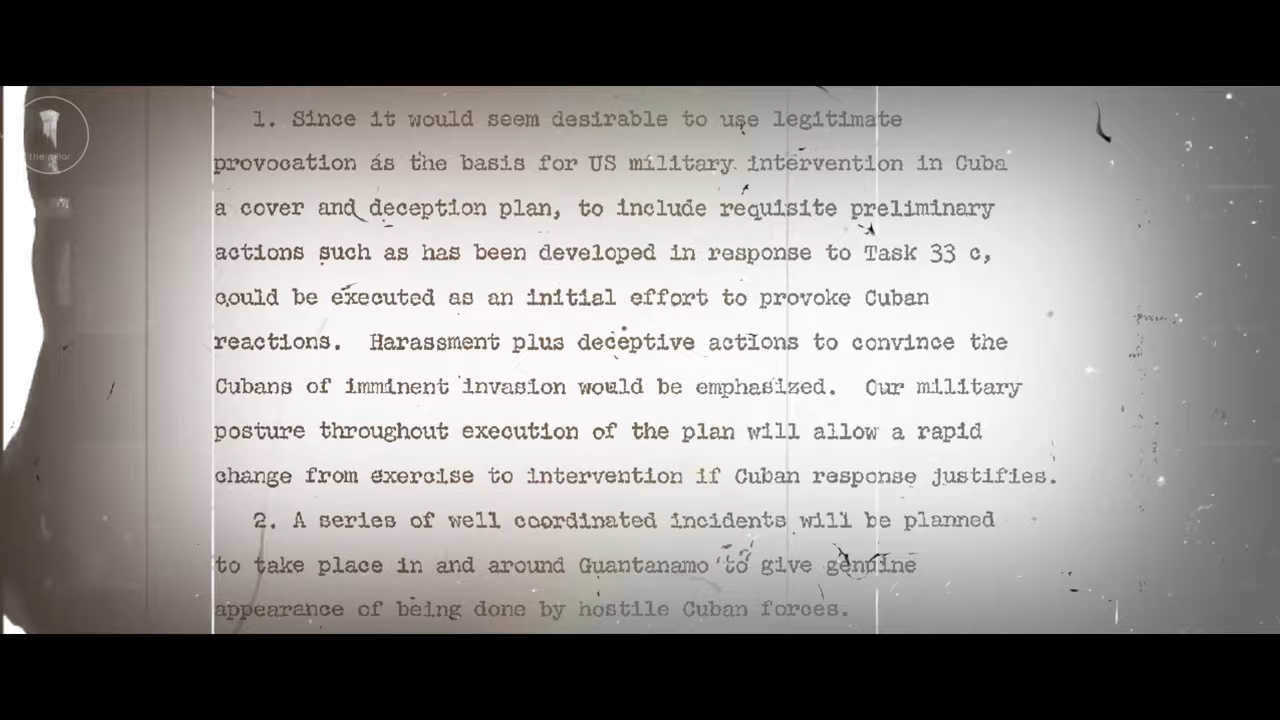 the pillar
1. Since it would seem desirable to use legitimate
provocation as the basis for US military intervention in Cuba
a cover and deception plan, to include requisite preliminary
actions such as has been developed in response to Task 33 c,
could be executed as an initial effort to provoke Cuban
reactions. Harassment plus deceptive actions to convince the
Cubans of imminent invasion would be emphasized. Our military
posture throughout execution of the plan will allow a rapid
change from exercise to intervention if Cuban response justifies.
2. A series of well coordinated incidents will be planned
to take place in and around Guantanamo to give genuine
appearance of being done by hostile Cuban forces.